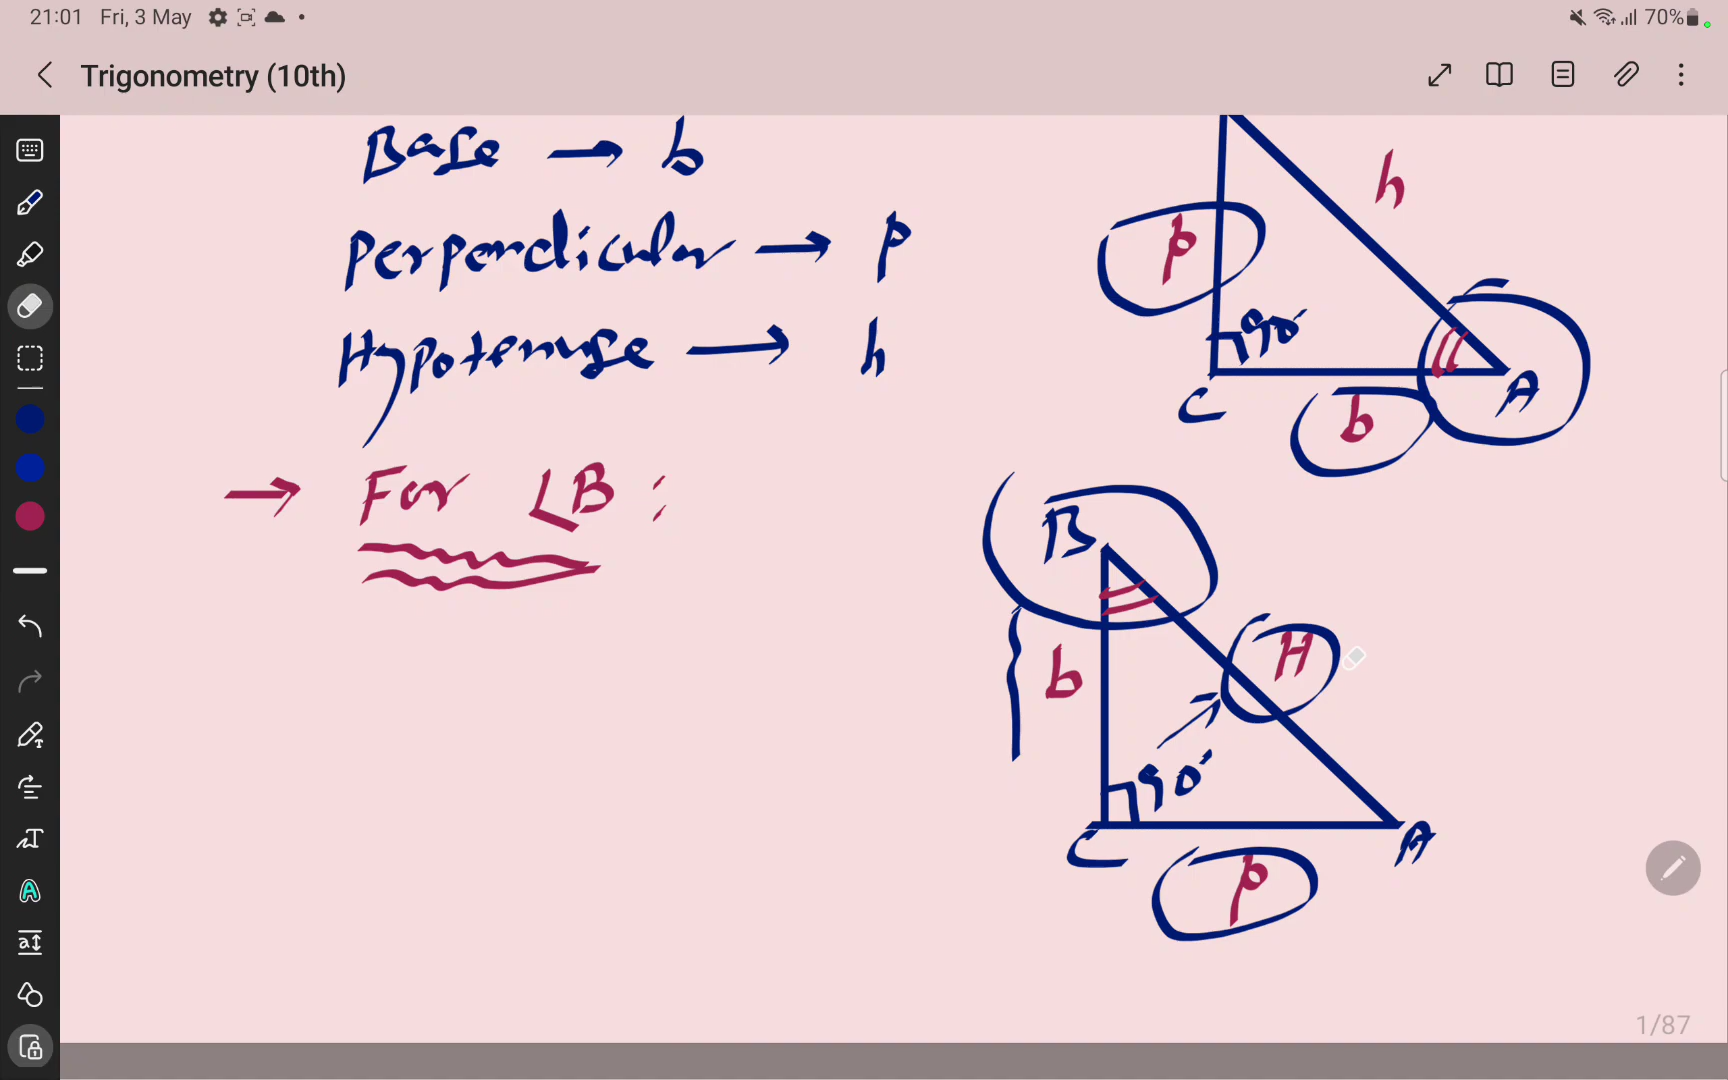 21:01 Fri, 3 May
70%
Trigonometry (10th)
Base → b
Perpendicular → p
Hypotenuse → h
h
p
90°
C
b
A
→ For ∠B :
B
b
H
90°
C
A
p
1/87